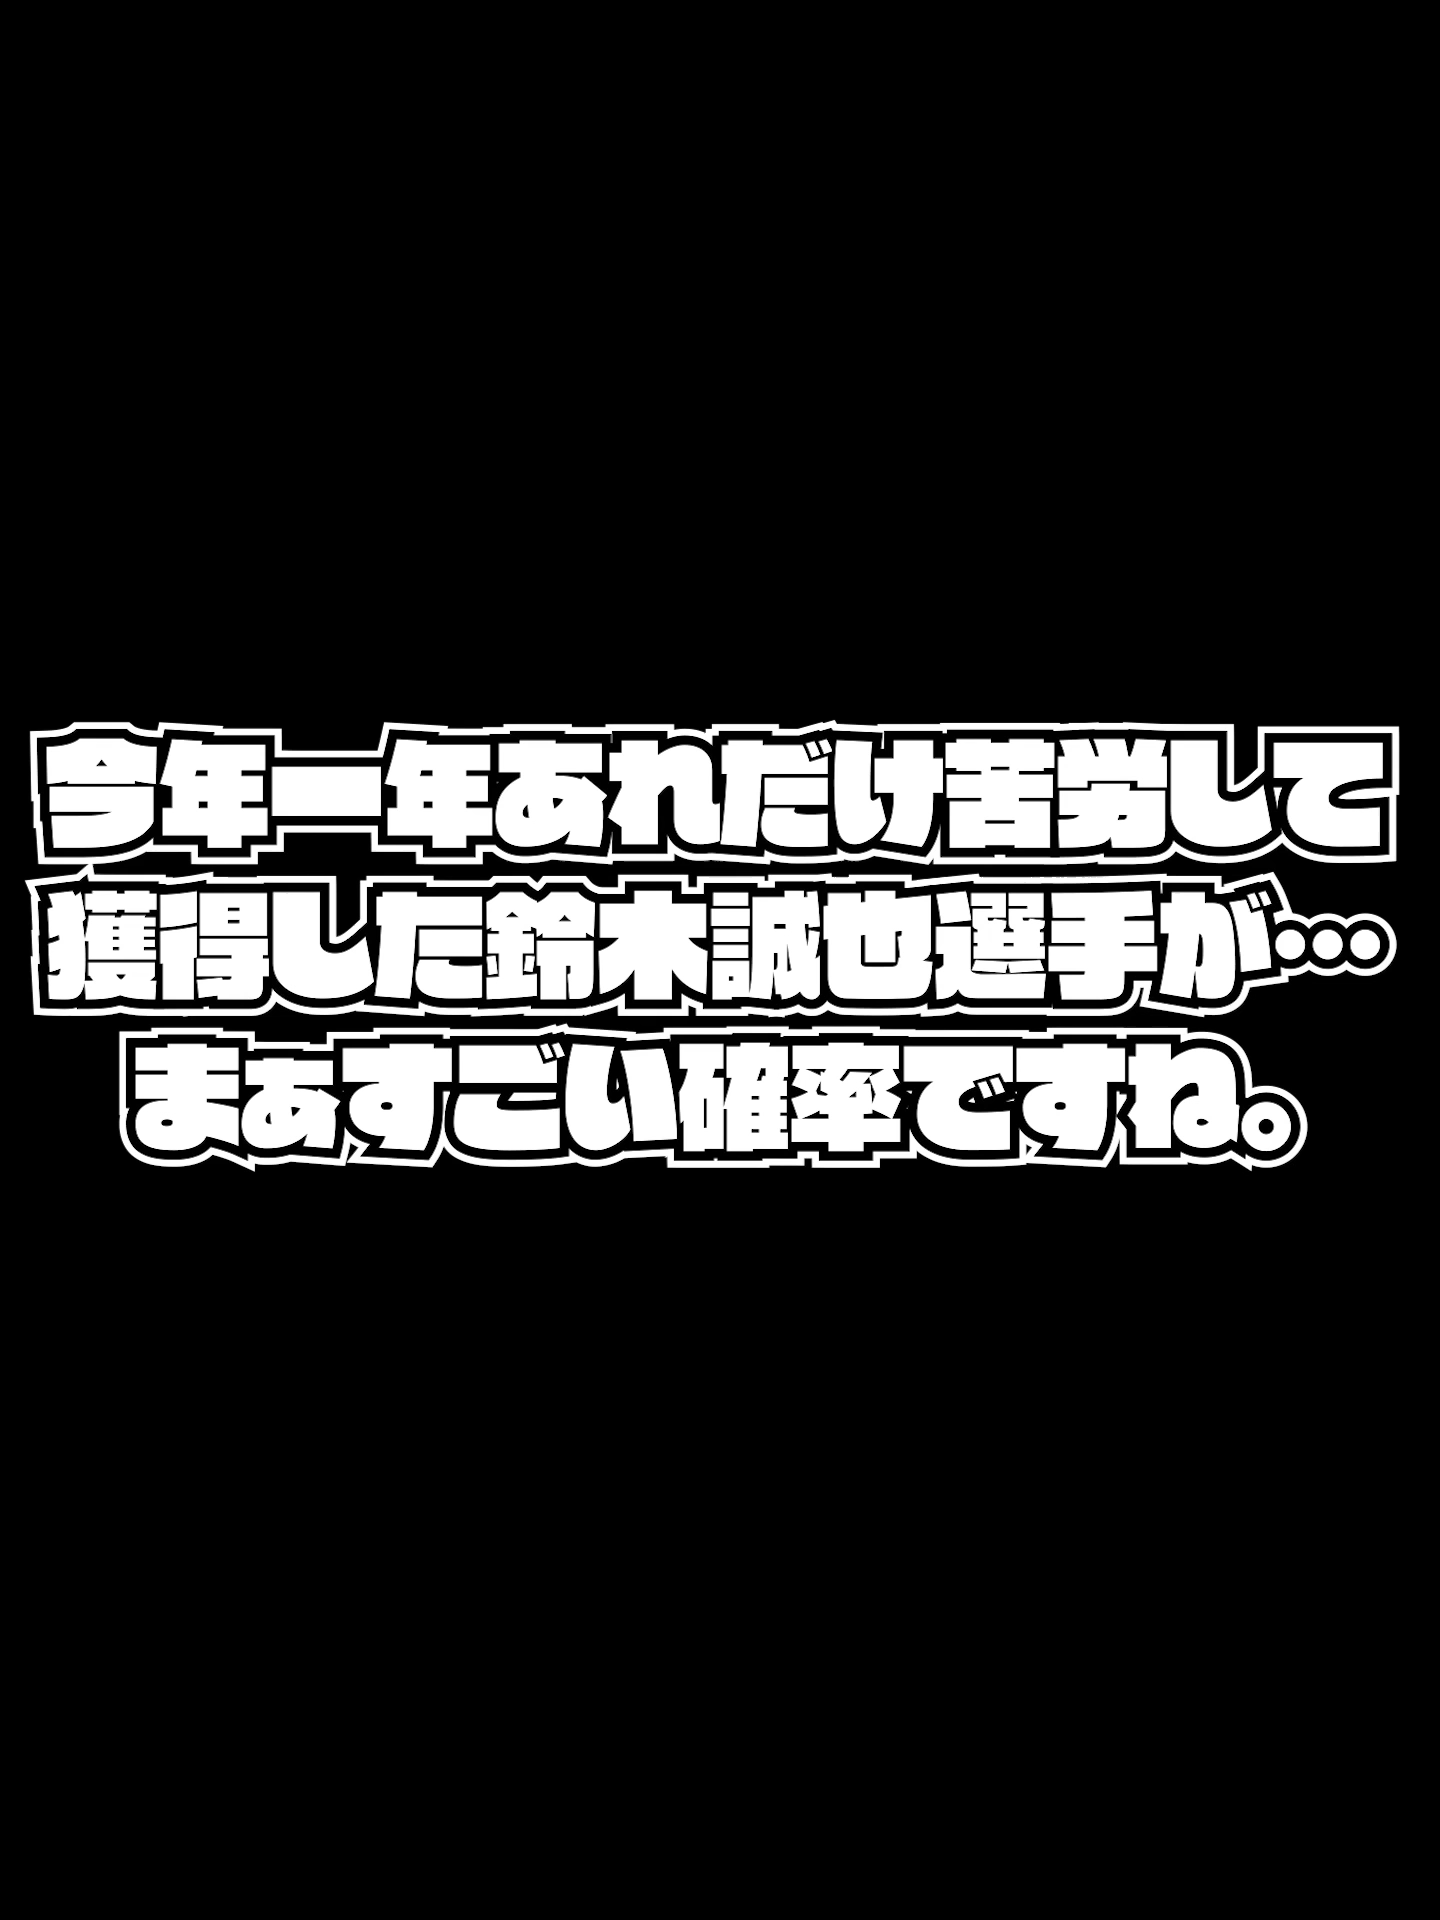 今年一年あれだけ苦労して
獲得した鈴木誠也選手が…
まぁすごい確率ですね。